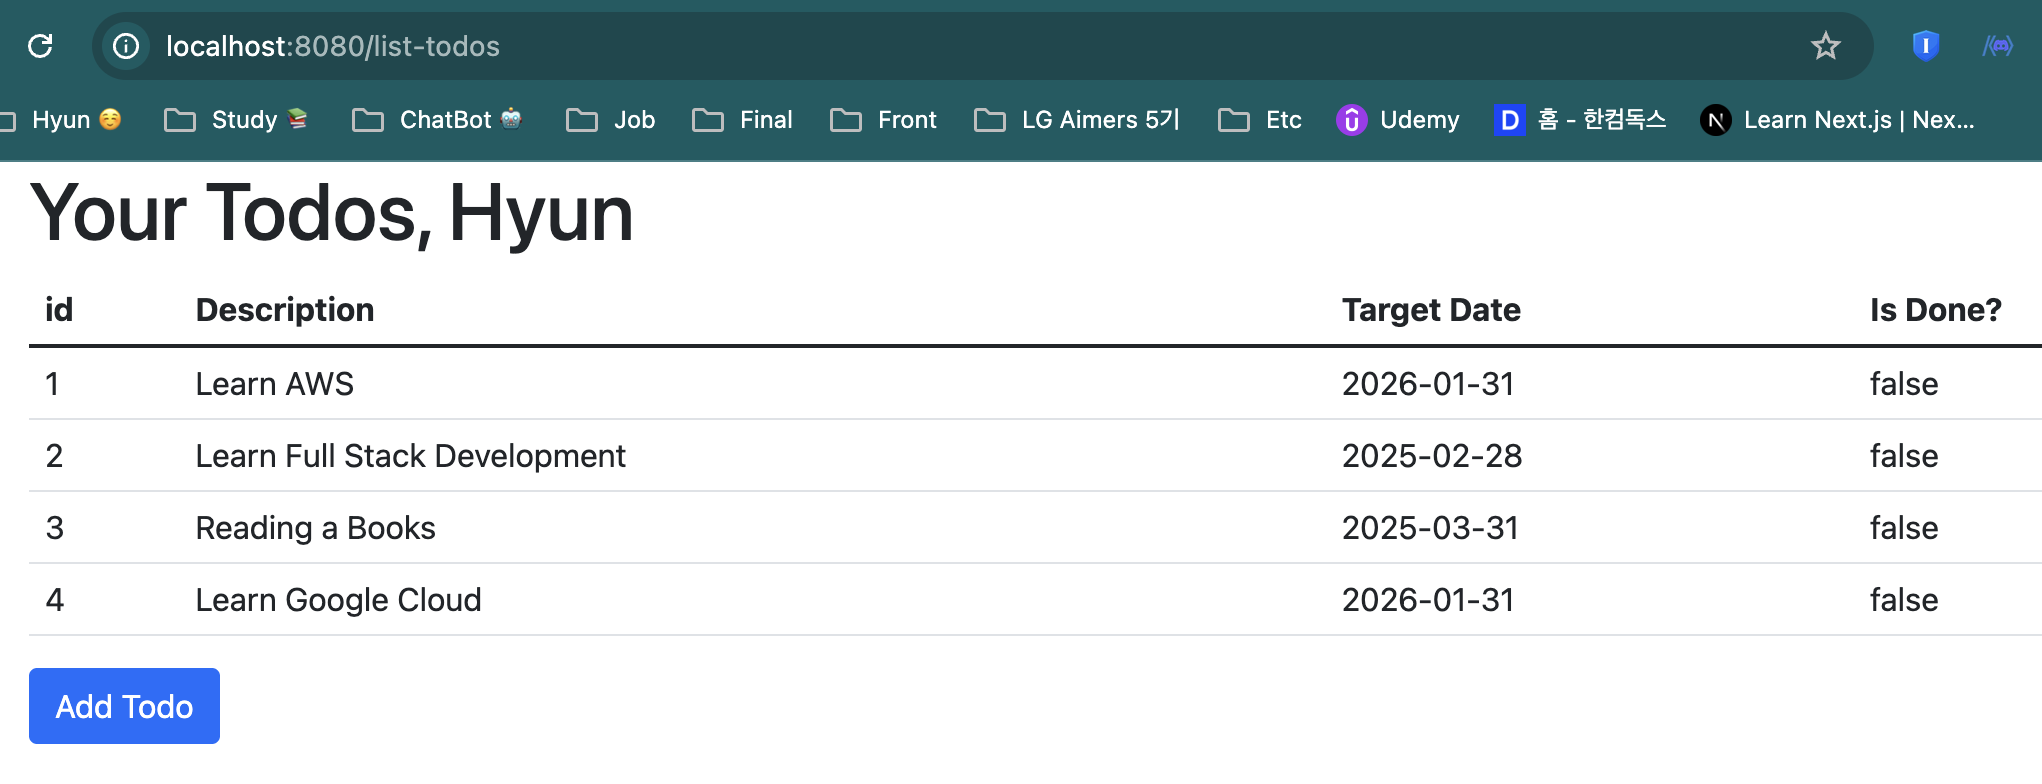 localhost:8080/list-todos
Hyun Study ChatBot Job Final Front LG Aimers 5기 Etc Udemy D 홈 - 한컴독스 N Learn Next.js | Nex...
Your Todos, Hyun
id Description Target Date Is Done?
1 Learn AWS 2026-01-31 false
2 Learn Full Stack Development 2025-02-28 false
3 Reading a Books 2025-03-31 false
4 Learn Google Cloud 2026-01-31 false
Add Todo